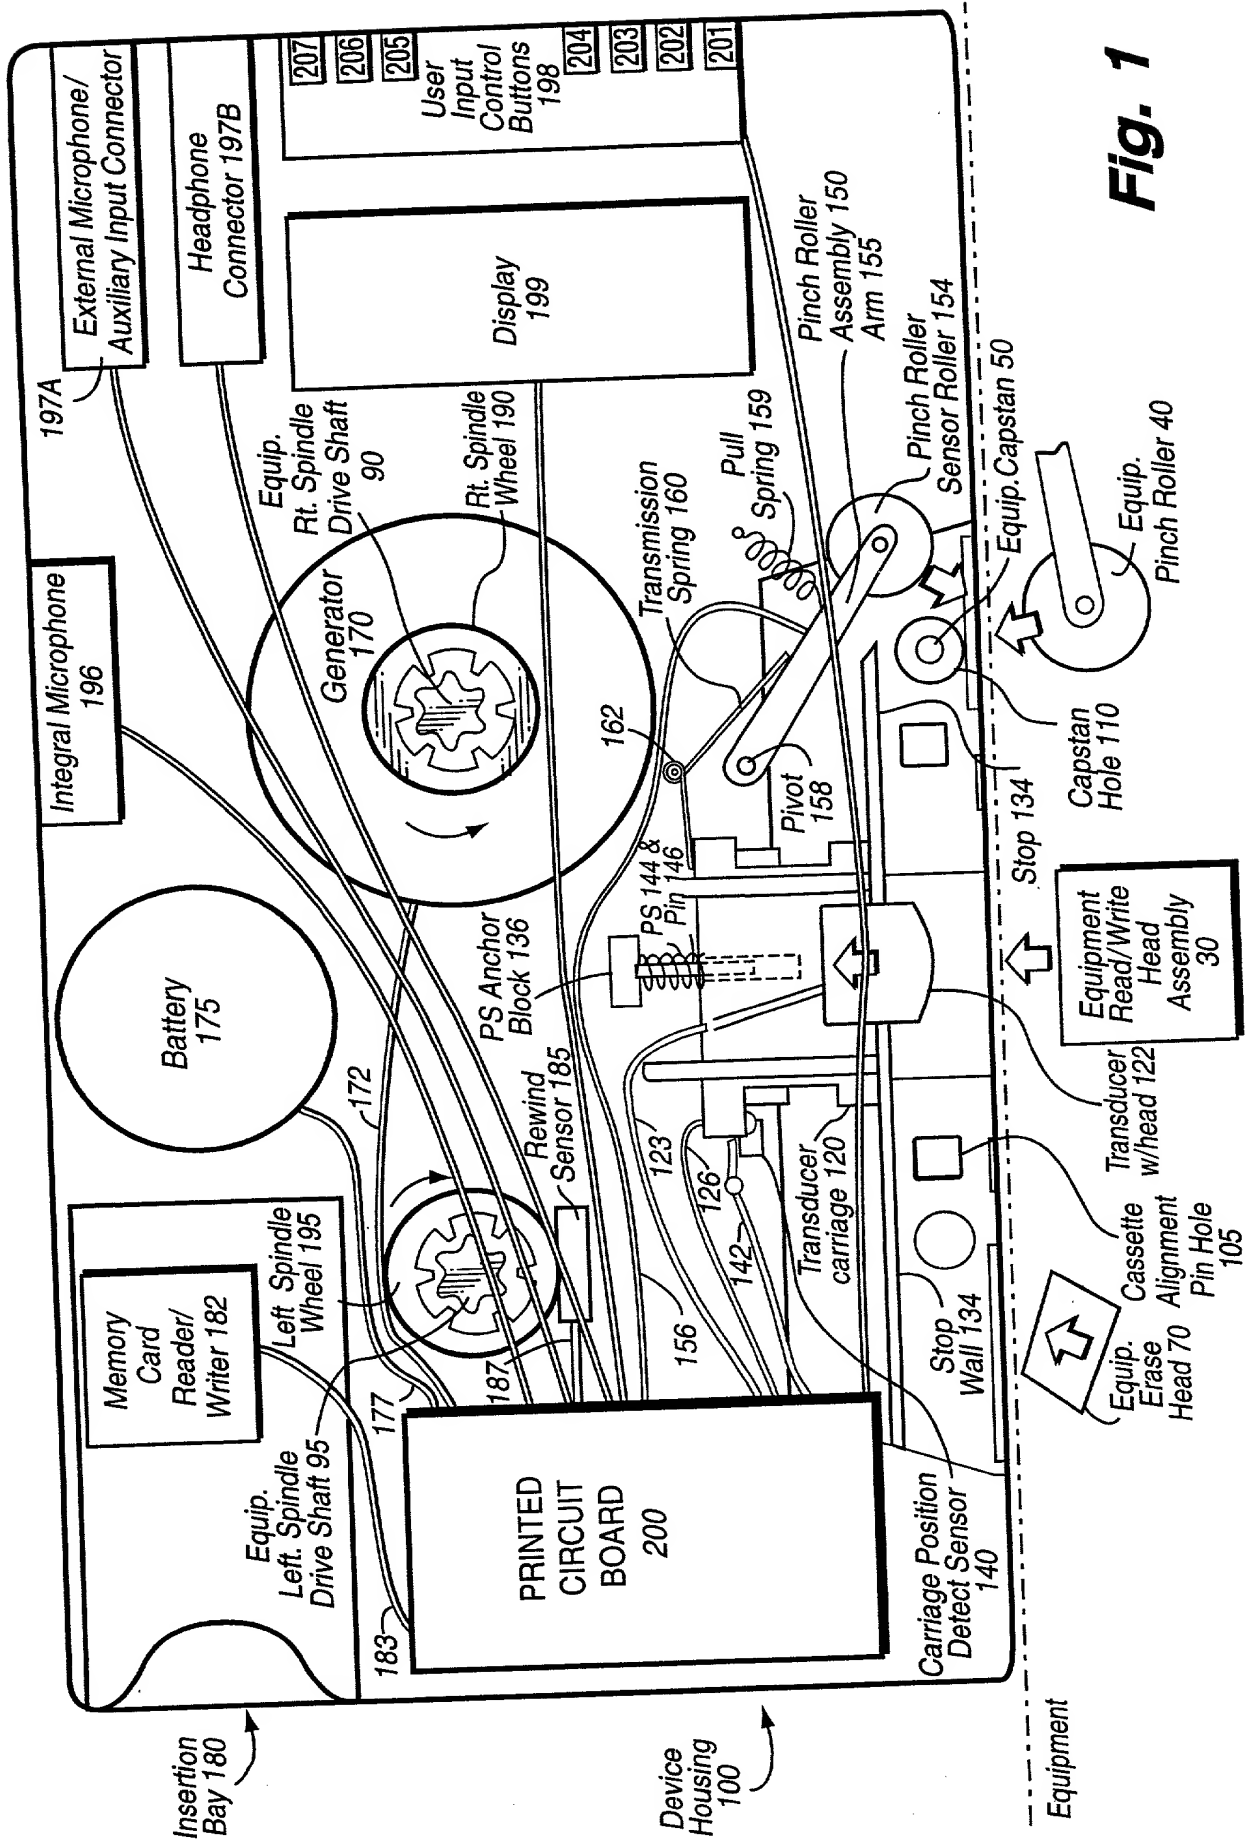 External Microphone/
Auxiliary Input Connector
197A
Headphone
Connector 197B
207
206
205
User
Input
Control
Buttons
198
204
203
202
201
Integral Microphone
196
Equip.
Rt. Spindle
Drive Shaft
90
Rt. Spindle
Wheel 190
Generator
170
Display
199
Battery
175
172
Memory
Card
Reader/
Writer 182
Left Spindle
Wheel 195
Equip.
Left. Spindle
Drive Shaft 95
177
183
187
Rewind
Sensor 185
PS Anchor
Block 136
PS 144 &
Pin 146
162
Transmission
Spring 160
Pull
Spring 159
Pinch Roller
Assembly 150
Arm 155
Pinch Roller
Sensor Roller 154
Equip. Capstan 50
Equip.
Pinch Roller 40
Pivot
158
Capstan
Hole 110
Stop 134
123
126
142
156
Transducer
carriage 120
Equipment
Read/Write
Head
Assembly
30
Transducer
w/head 122
Cassette
Alignment
Pin Hole
105
Stop
Wall 134
Equip.
Erase
Head 70
PRINTED
CIRCUIT
BOARD
200
Carriage Position
Detect Sensor
140
Insertion
Bay 180
Device
Housing
100
Equipment
Fig. 1